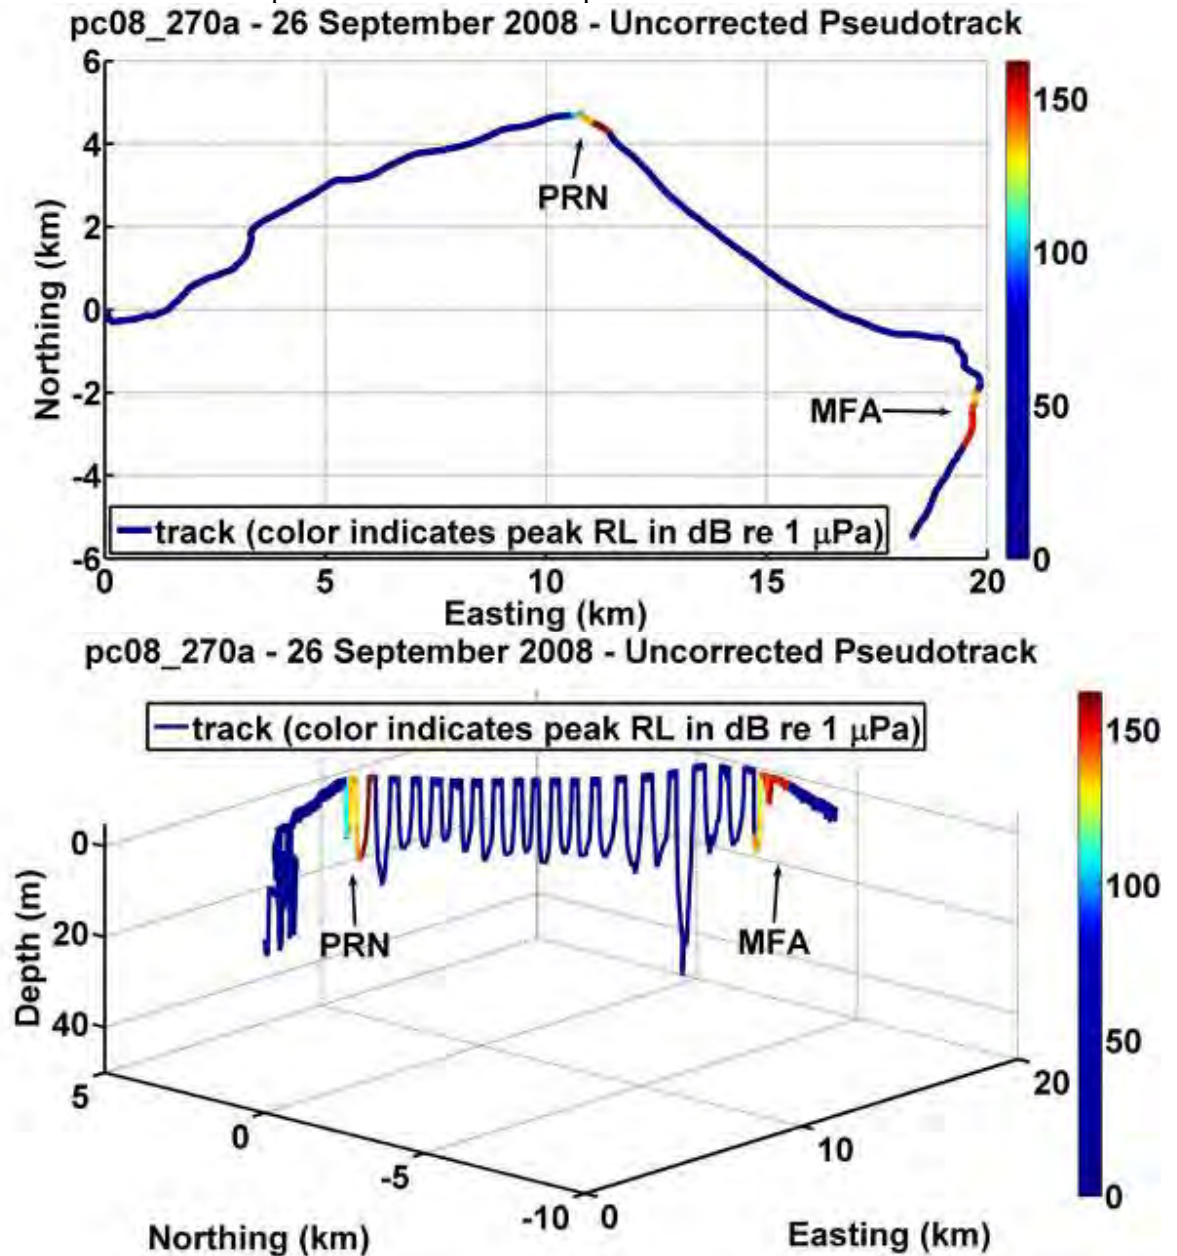 pc08_270a - 26 September 2008 - Uncorrected Pseudotrack
6
4
2
0
-2
-4
-6
Northing (km)
PRN
MFA
track (color indicates peak RL in dB re 1 µPa)
0 5 10 15 20
Easting (km)
150
100
50
0
pc08_270a - 26 September 2008 - Uncorrected Pseudotrack
track (color indicates peak RL in dB re 1 µPa)
0
20
40
Depth (m)
PRN
MFA
5
0
-5
-10
Northing (km)
0
10
20
Easting (km)
150
100
50
0